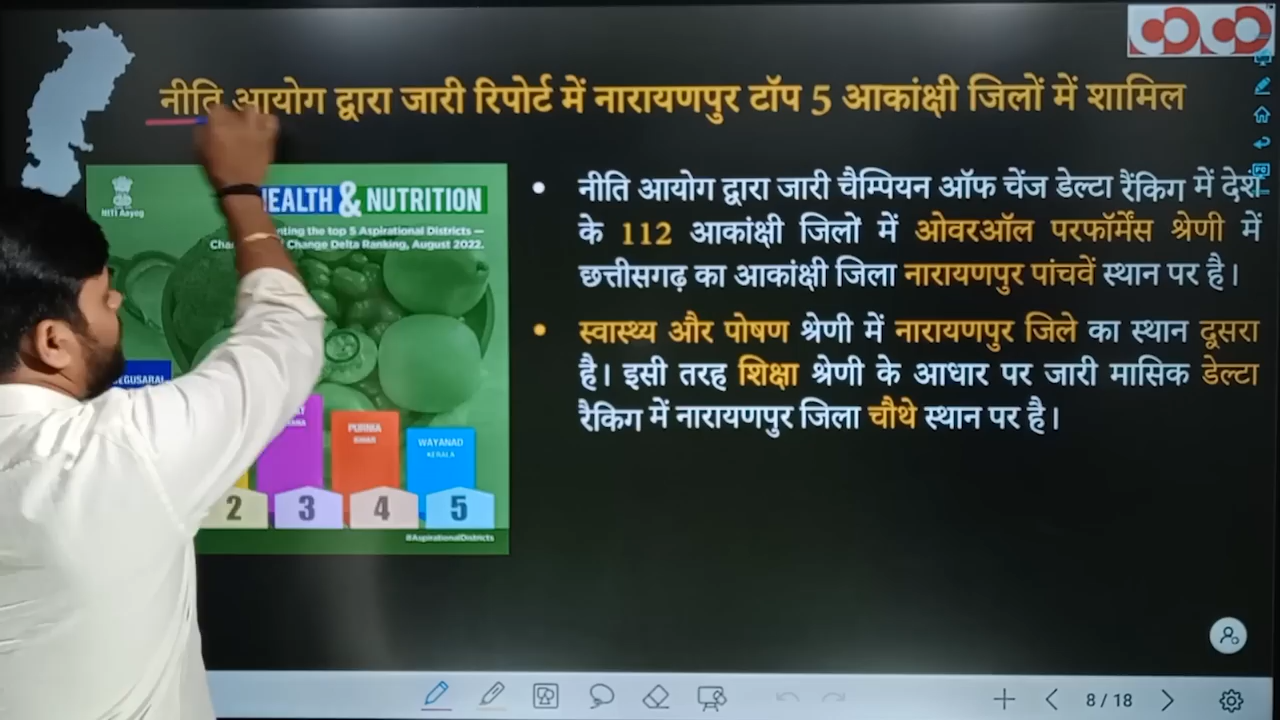 नीति आयोग द्वारा जारी रिपोर्ट में नारायणपुर टॉप 5 आकांक्षी जिलों में शामिल
NITI Aayog
HEALTH & NUTRITION
the top 5 Aspirational Districts –
Change Delta Ranking, August 2022.
PURNIA
BIHAR
WAYANAD
KERALA
2
3
4
5
#AspirationalDistricts
• नीति आयोग द्वारा जारी चैम्पियन ऑफ चेंज डेल्टा रैंकिग में देश
के 112 आकांक्षी जिलों में ओवरऑल परफॉर्मेंस श्रेणी में
छत्तीसगढ़ का आकांक्षी जिला नारायणपुर पांचवें स्थान पर है।
• स्वास्थ्य और पोषण श्रेणी में नारायणपुर जिले का स्थान दूसरा
है। इसी तरह शिक्षा श्रेणी के आधार पर जारी मासिक डेल्टा
रैकिग में नारायणपुर जिला चौथे स्थान पर है।
8 / 18